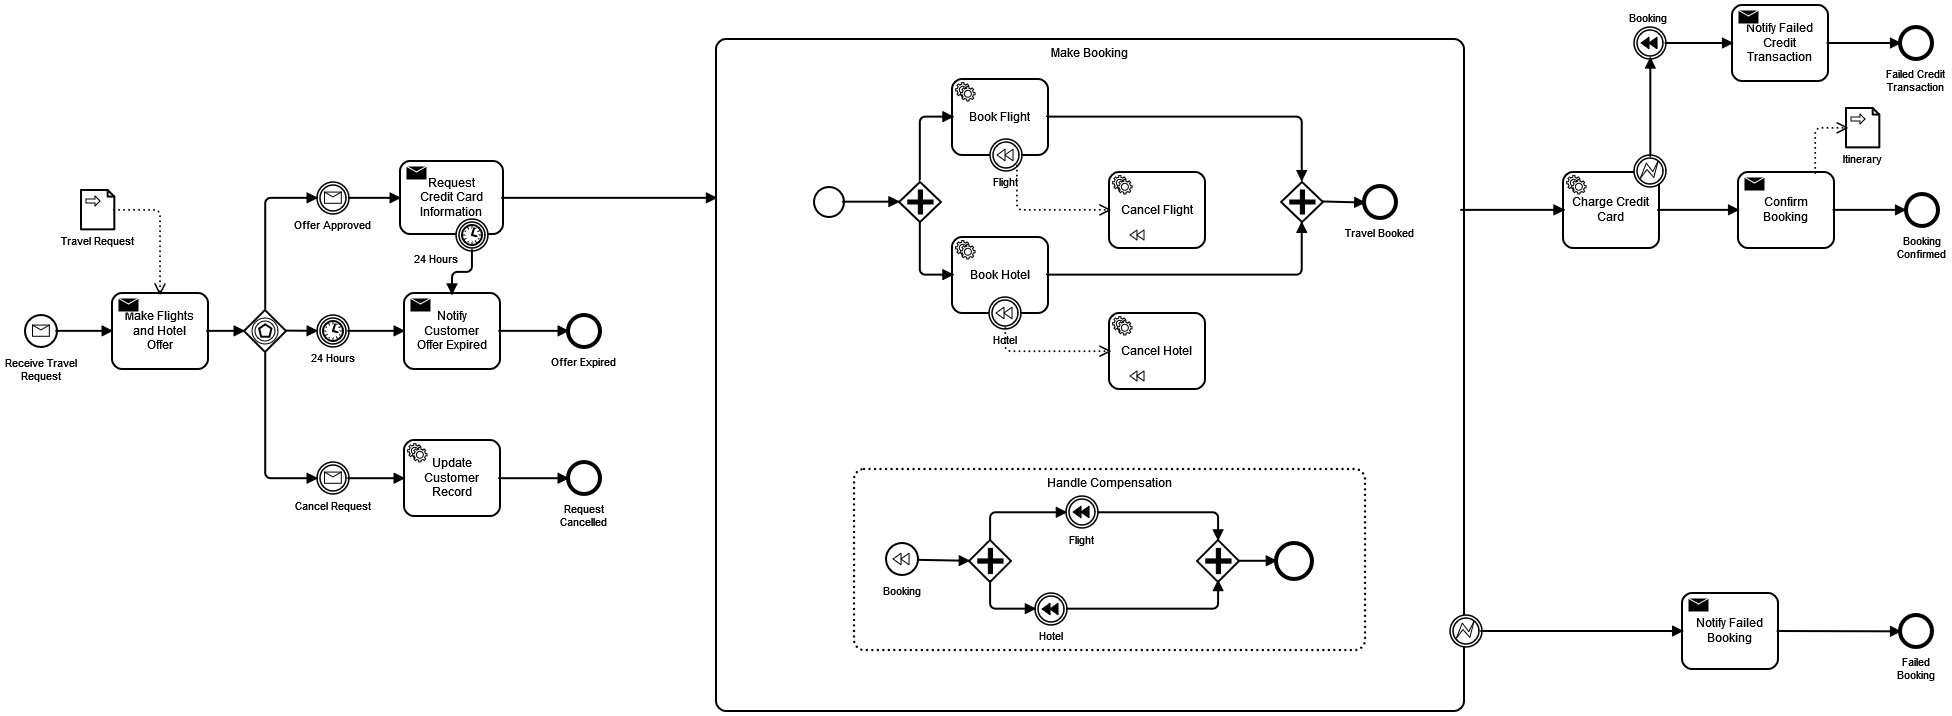 Travel Request
Receive Travel
Request
Make Flights
and Hotel
Offer
Offer Approved
24 Hours
Cancel Request
Request
Credit Card
Information
24 Hours
Notify
Customer
Offer Expired
Offer Expired
Update
Customer
Record
Request
Cancelled
Make Booking
Book Flight
Flight
Cancel Flight
Book Hotel
Hotel
Cancel Hotel
Travel Booked
Handle Compensation
Booking
Flight
Hotel
Booking
Notify Failed
Credit
Transaction
Failed Credit
Transaction
Itinerary
Charge Credit
Card
Confirm
Booking
Booking
Confirmed
Notify Failed
Booking
Failed
Booking